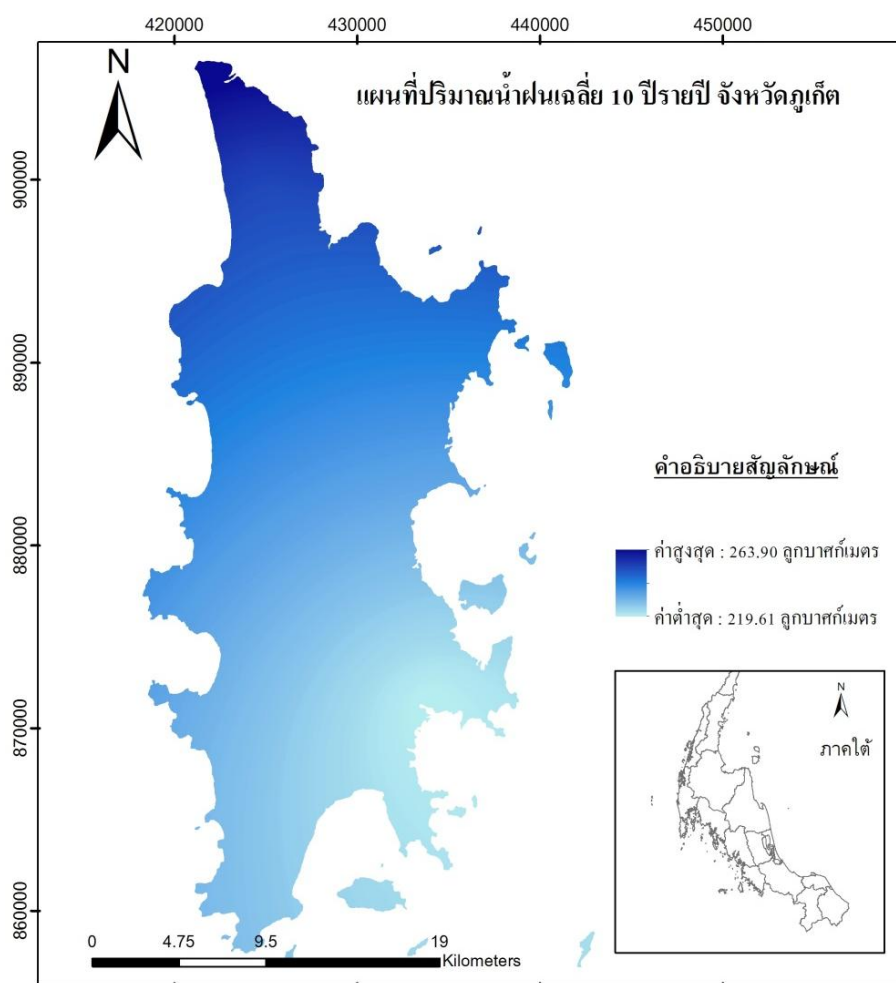 420000 430000 440000 450000
N
แผนที่ปริมาณน้ำฝนเฉลี่ย 10 ปีรายปี จังหวัดภูเก็ต
900000
890000
880000
870000
860000
คำอธิบายสัญลักษณ์
ค่าสูงสุด : 263.90 ลูกบาศก์เมตร
ค่าต่ำสุด : 219.61 ลูกบาศก์เมตร
N
ภาคใต้
0 4.75 9.5 19
Kilometers